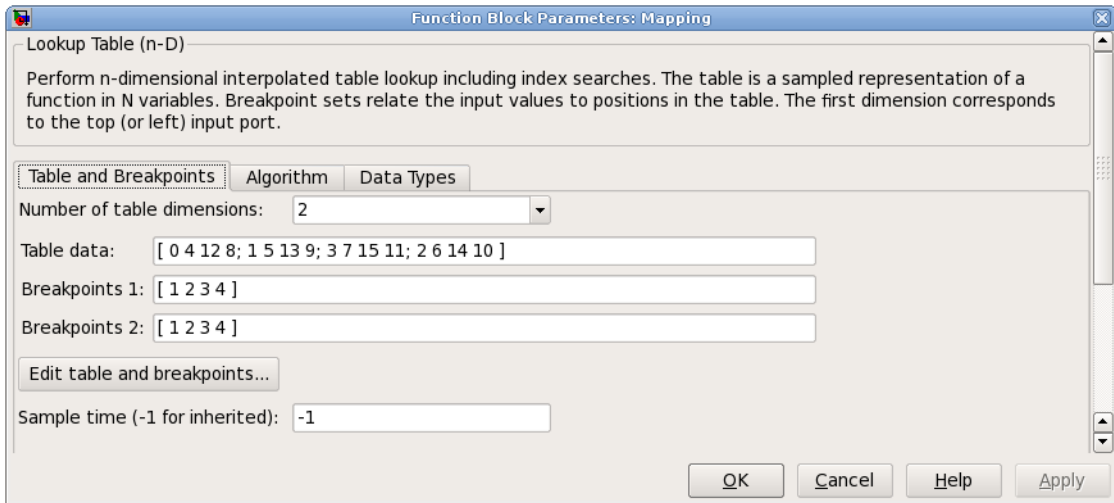 Function Block Parameters: Mapping
Lookup Table (n-D)
Perform n-dimensional interpolated table lookup including index searches. The table is a sampled representation of a
function in N variables. Breakpoint sets relate the input values to positions in the table. The first dimension corresponds
to the top (or left) input port.
Table and Breakpoints Algorithm Data Types
Number of table dimensions: 2
Table data: [ 0 4 12 8; 1 5 13 9; 3 7 15 11; 2 6 14 10 ]
Breakpoints 1: [ 1 2 3 4 ]
Breakpoints 2: [ 1 2 3 4 ]
Edit table and breakpoints...
Sample time (-1 for inherited): -1
OK Cancel Help Apply